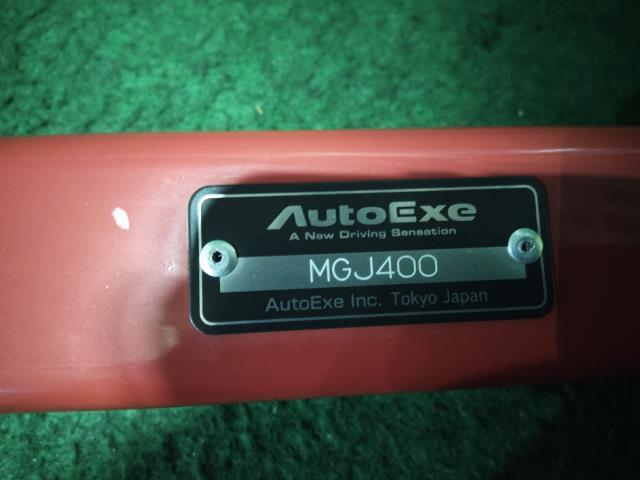 AutoExe
A New Driving Sensation
MGJ400
AutoExe Inc. Tokyo Japan